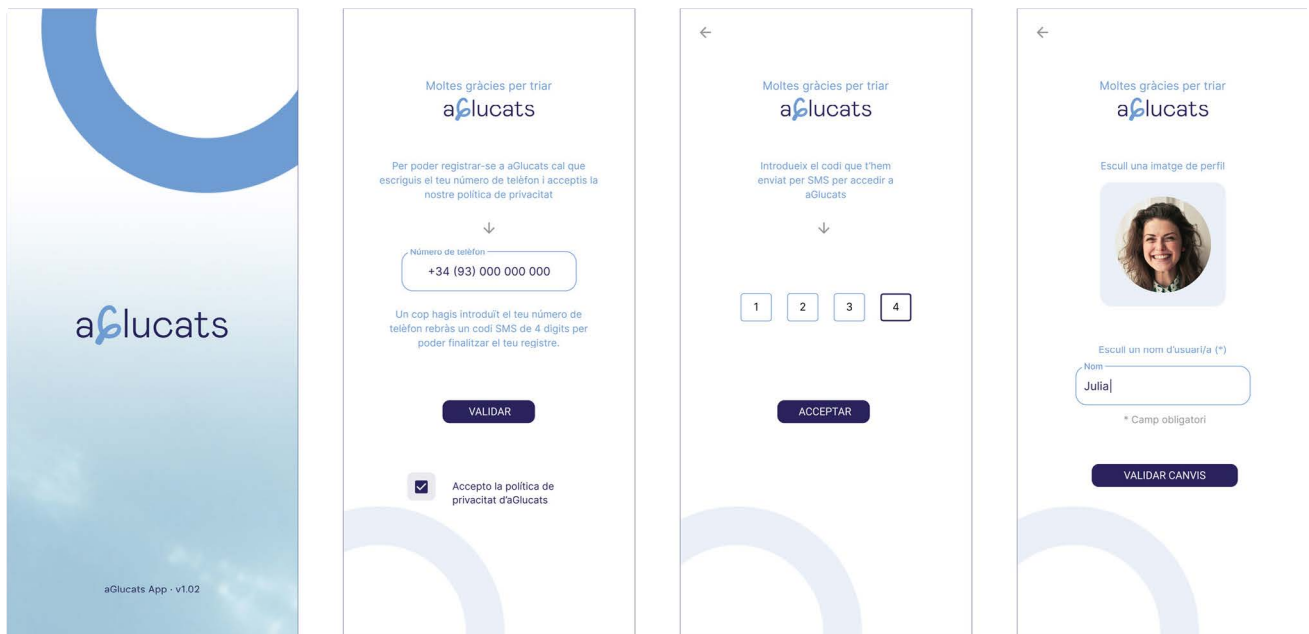 aGlucats
aGlucats App · v1.02
Moltes gràcies per triar
aGlucats
Per poder registrar-se a aGlucats cal que
escriguis el teu número de telèfon i acceptis la
nostre política de privacitat
Número de telèfon
+34 (93) 000 000 000
Un cop hagis introduït el teu número de
telèfon rebràs un codi SMS de 4 digits per
poder finalitzar el teu registre.
VALIDAR
Accepto la política de
privacitat d'aGlucats
Moltes gràcies per triar
aGlucats
Introdueix el codi que t'hem
enviat per SMS per accedir a
aGlucats
1 2 3 4
ACCEPTAR
Moltes gràcies per triar
aGlucats
Escull una imatge de perfil
Escull un nom d'usuari/a (*)
Nom
Julia
* Camp obligatori
VALIDAR CANVIS